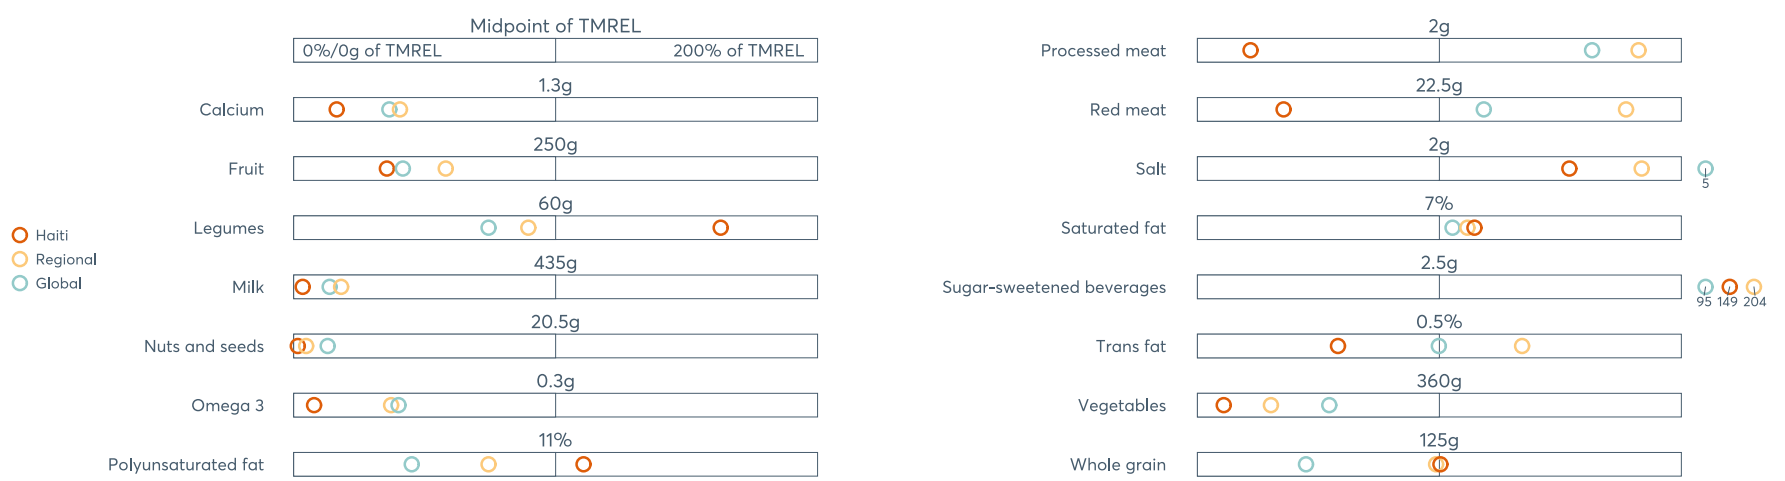 Midpoint of TMREL
0%/0g of TMREL
200% of TMREL
1.3g
Calcium
250g
Fruit
60g
Legumes
435g
Milk
20.5g
Nuts and seeds
0.3g
Omega 3
11%
Polyunsaturated fat
Haiti
Regional
Global
2g
Processed meat
22.5g
Red meat
2g
Salt
5
7%
Saturated fat
2.5g
Sugar-sweetened beverages
95 149 204
0.5%
Trans fat
360g
Vegetables
125g
Whole grain